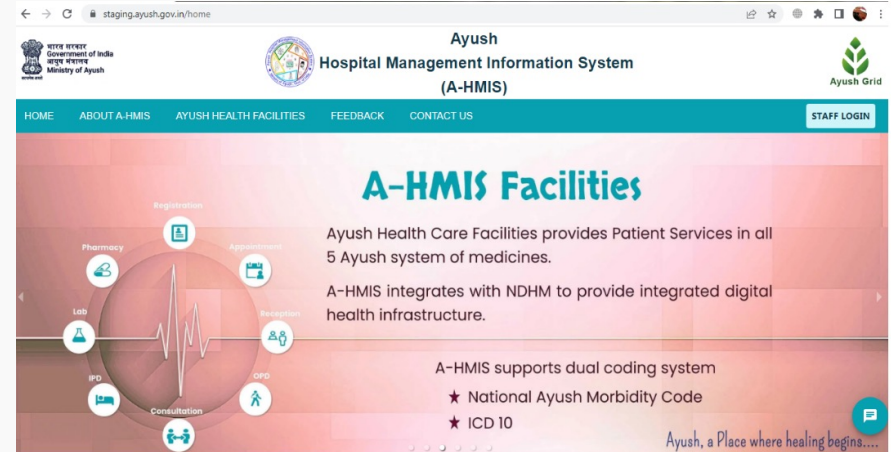 staging.ayush.gov.in/home
भारत सरकार
Government of India
आयुष मंत्रालय
Ministry of Ayush
Ayush
Hospital Management Information System
(A-HMIS)
Ayush Grid
HOME ABOUT A-HMIS AYUSH HEALTH FACILITIES FEEDBACK CONTACT US STAFF LOGIN
A-HMIS Facilities
Ayush Health Care Facilities provides Patient Services in all
5 Ayush system of medicines.
A-HMIS integrates with NDHM to provide integrated digital
health infrastructure.
A-HMIS supports dual coding system
★ National Ayush Morbidity Code
★ ICD 10
Ayush, a Place where healing begins....
Registration
Appointment
Reception
OPD
Consultation
IPD
Lab
Pharmacy